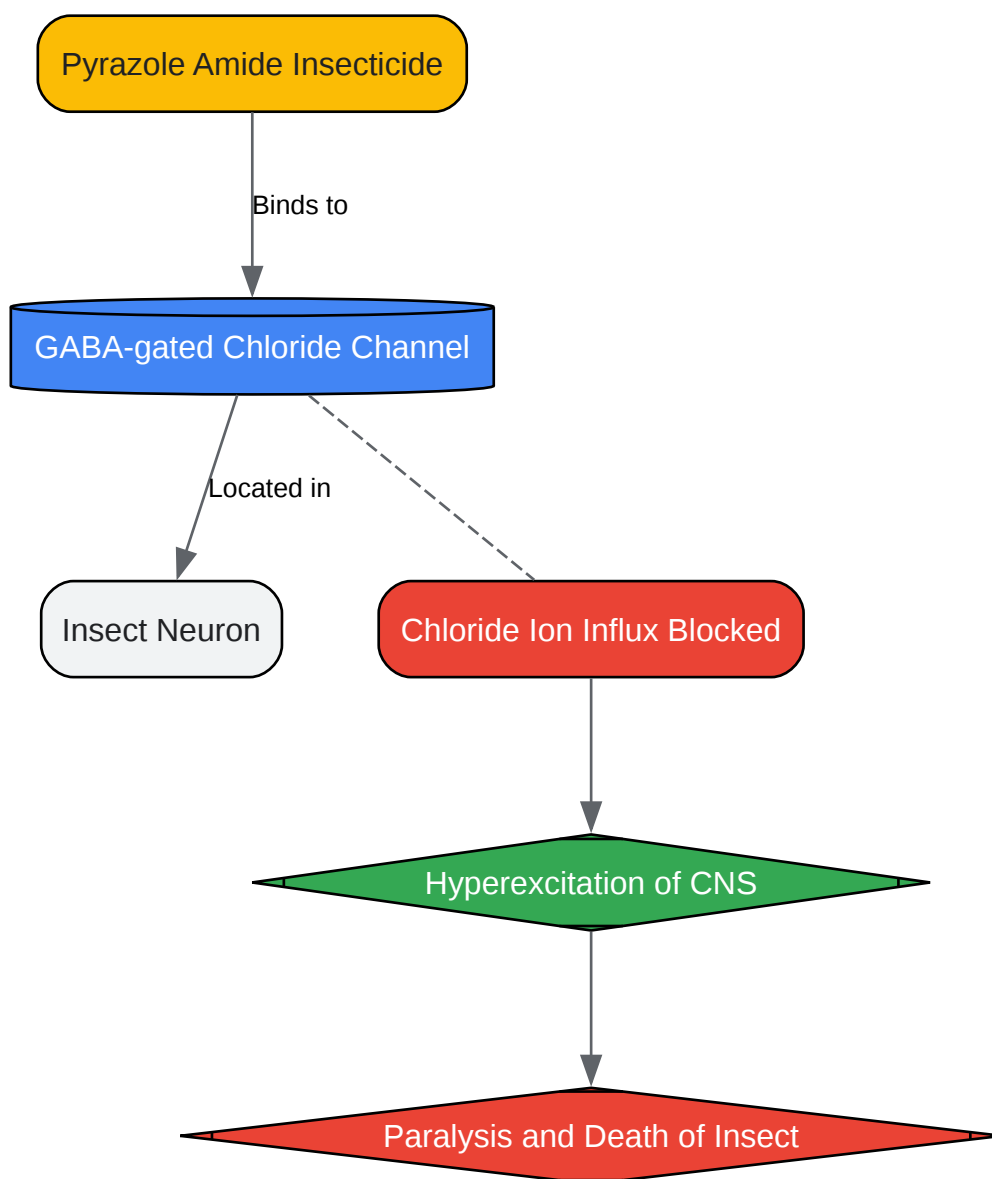 Pyrazole Amide Insecticide
Binds to
GABA-gated Chloride Channel
Located in
Insect Neuron
Chloride Ion Influx Blocked
Hyperexcitation of CNS
Paralysis and Death of Insect